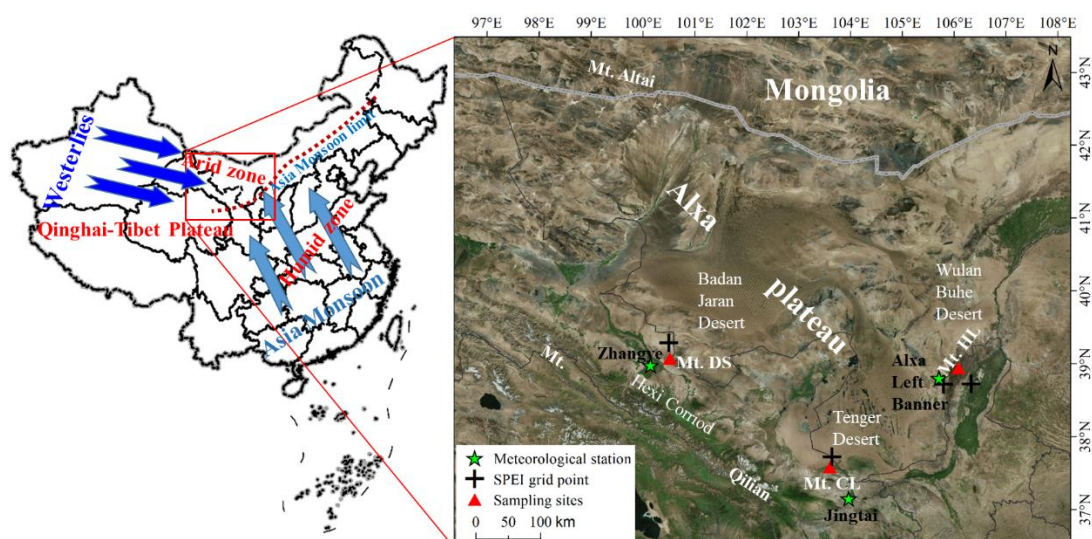 97°E 99°E 100°E 101°E 102°E 103°E 104°E 105°E 106°E 107°E 108°E
N
43°N
42°N
41°N
40°N
39°N
38°N
37°N
Westerlies
Arid zone
Asia Monsoon limit
Qinghai-Tibet Plateau
Humid zone
Asia Monsoon
Mt. Altai
Mongolia
Alxa
plateau
Badan
Jaran
Desert
Wulan
Buhe
Desert
Zhangye
Mt. DS
Mt. HL
Alxa
Left
Banner
Mt.
Qilian
Hexi Corriod
Tenger
Desert
Mt. CL
Jingtai
Meteorological station
SPEI grid point
Sampling sites
0 50 100 km